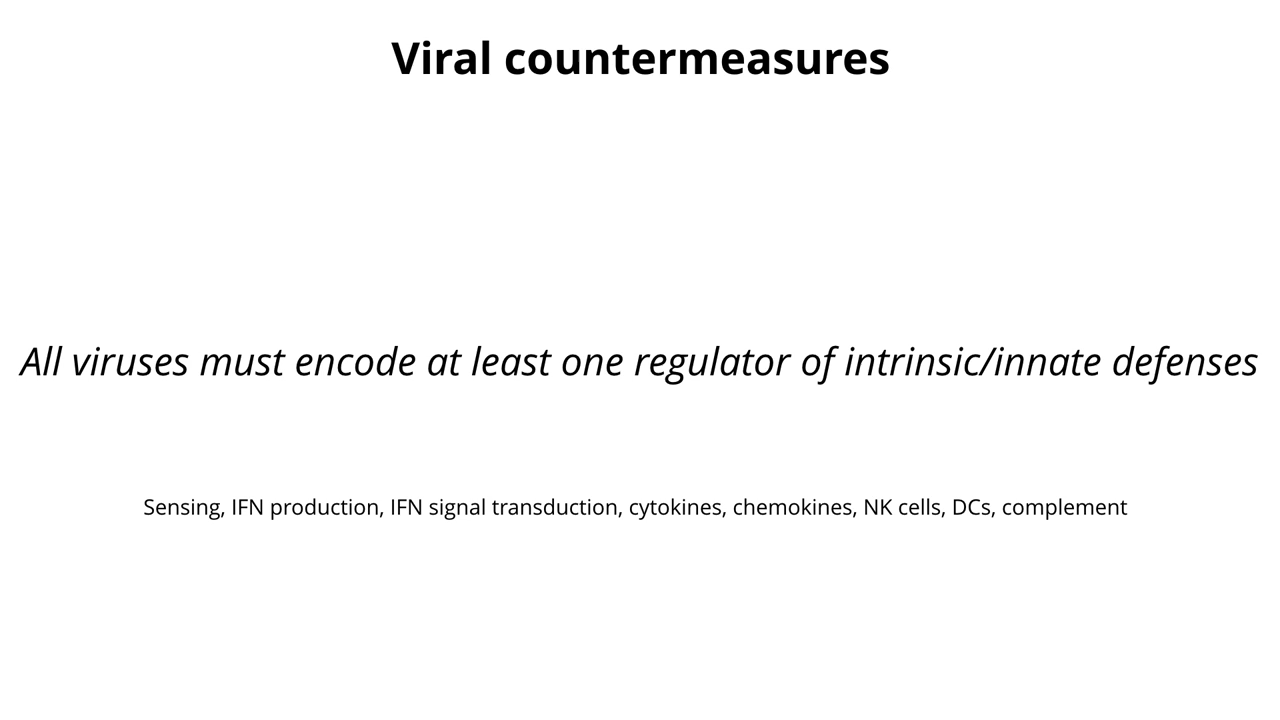 Viral countermeasures
All viruses must encode at least one regulator of intrinsic/innate defenses
Sensing, IFN production, IFN signal transduction, cytokines, chemokines, NK cells, DCs, complement